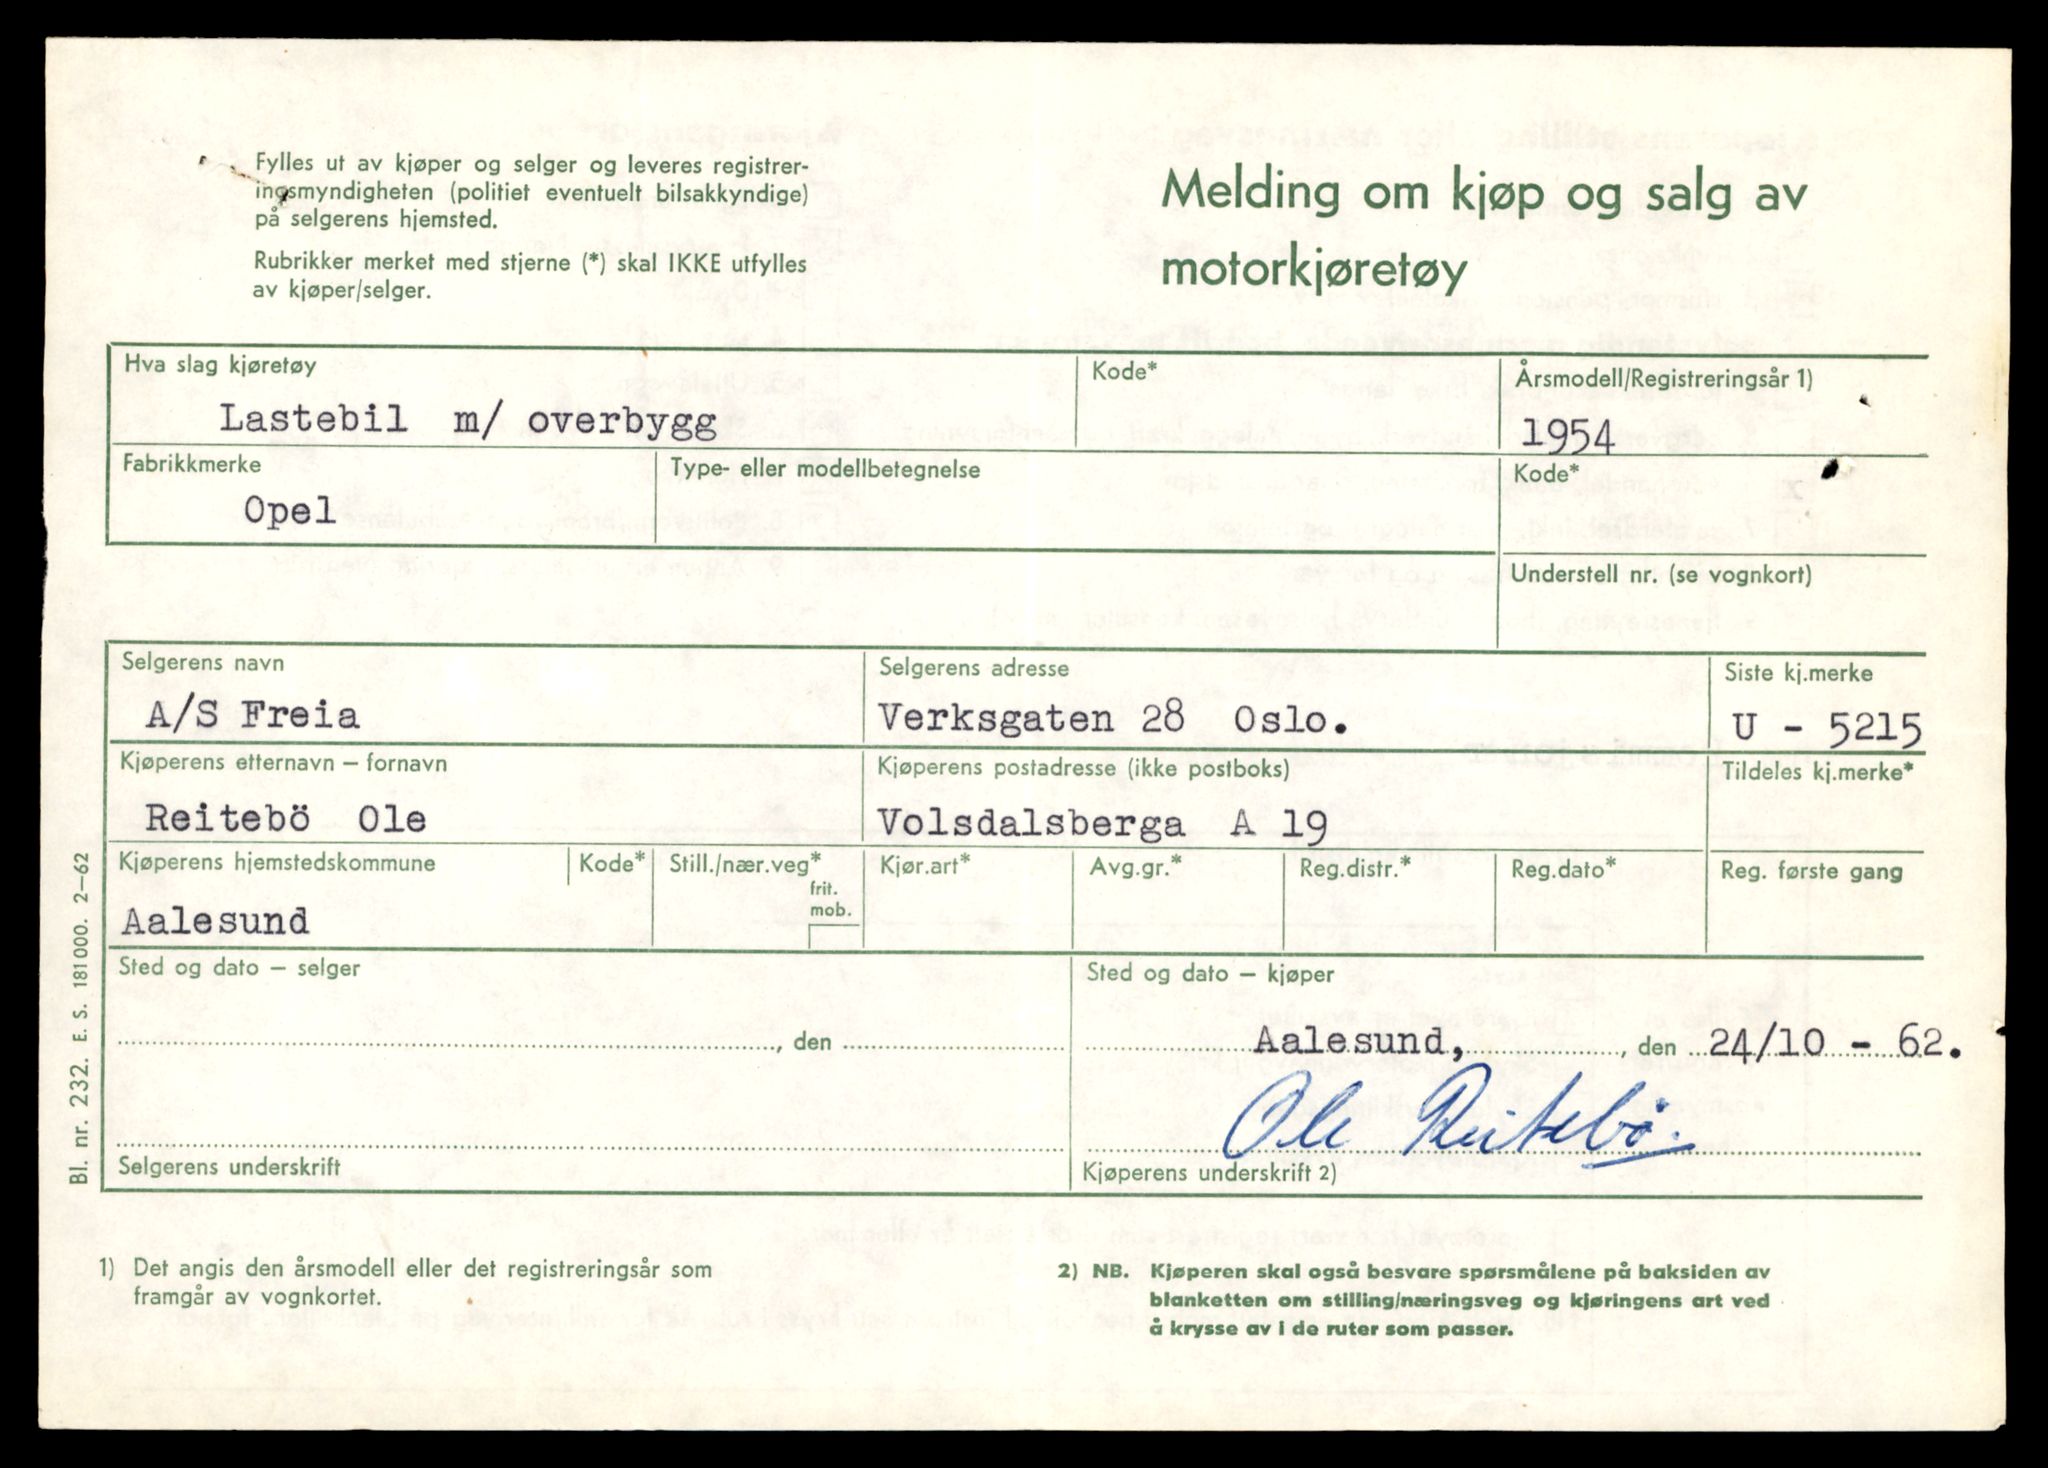 Fylles ut av kjøper og selger og leveres registrer-
ingsmyndigheten (politiet eventuelt bilsakkyndige)
på selgerens hjemsted.
Rubrikker merket med stjerne (*) skal IKKE utfylles
av kjøper/selger.
Melding om kjøp og salg av
motorkjøretøy
Hva slag kjøretøy
Lastebil m/ overbygg
Kode*
Årsmodell/Registreringsår 1)
1954
Fabrikkmerke
Opel
Type- eller modellbetegnelse
Kode*
Understell nr. (se vognkort)
Selgerens navn
A/S Freia
Selgerens adresse
Verksgaten 28 Oslo.
Siste kj.merke
U - 5215
Kjøperens etternavn – fornavn
Reitebö Ole
Kjøperens postadresse (ikke postboks)
Volsdalsberga A 19
Tildeles kj.merke*
Kjøperens hjemstedskommune
Aalesund
Kode*
Still./nær.veg*
frit.
mob.
Kjør.art*
Avg.gr.*
Reg.distr.*
Reg.dato*
Reg. første gang
Sted og dato – selger
, den
Selgerens underskrift
Sted og dato – kjøper
Aalesund, , den 24/10 - 62.
Ole Reitebö.
Kjøperens underskrift 2)
Bl. nr. 232. E. S. 181000. 2–62
1) Det angis den årsmodell eller det registreringsår som
framgår av vognkortet.
2) NB. Kjøperen skal også besvare spørsmålene på baksiden av
blanketten om stilling/næringsveg og kjøringens art ved
å krysse av i de ruter som passer.